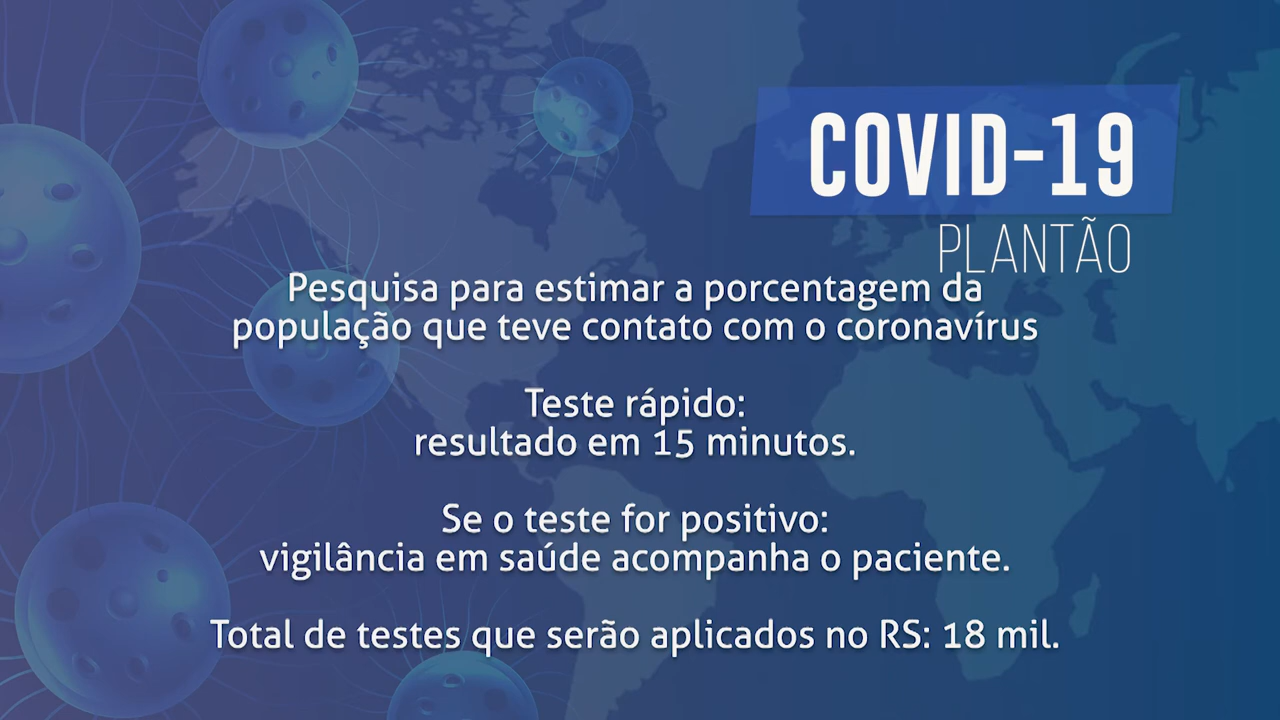 COVID-19
PLANTÃO
Pesquisa para estimar a porcentagem da
população que teve contato com o coronavírus
Teste rápido:
resultado em 15 minutos.
Se o teste for positivo:
vigilância em saúde acompanha o paciente.
Total de testes que serão aplicados no RS: 18 mil.